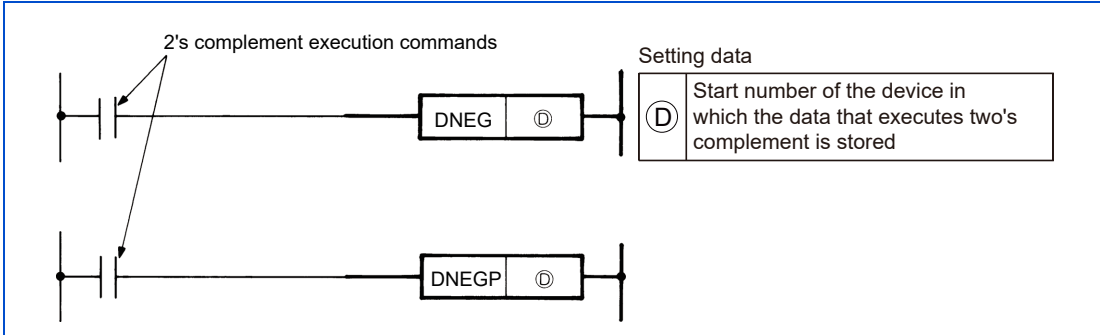 2's complement execution commands
Setting data
DNEG Ⓓ
Ⓓ Start number of the device in
which the data that executes two's
complement is stored
DNEGP Ⓓ